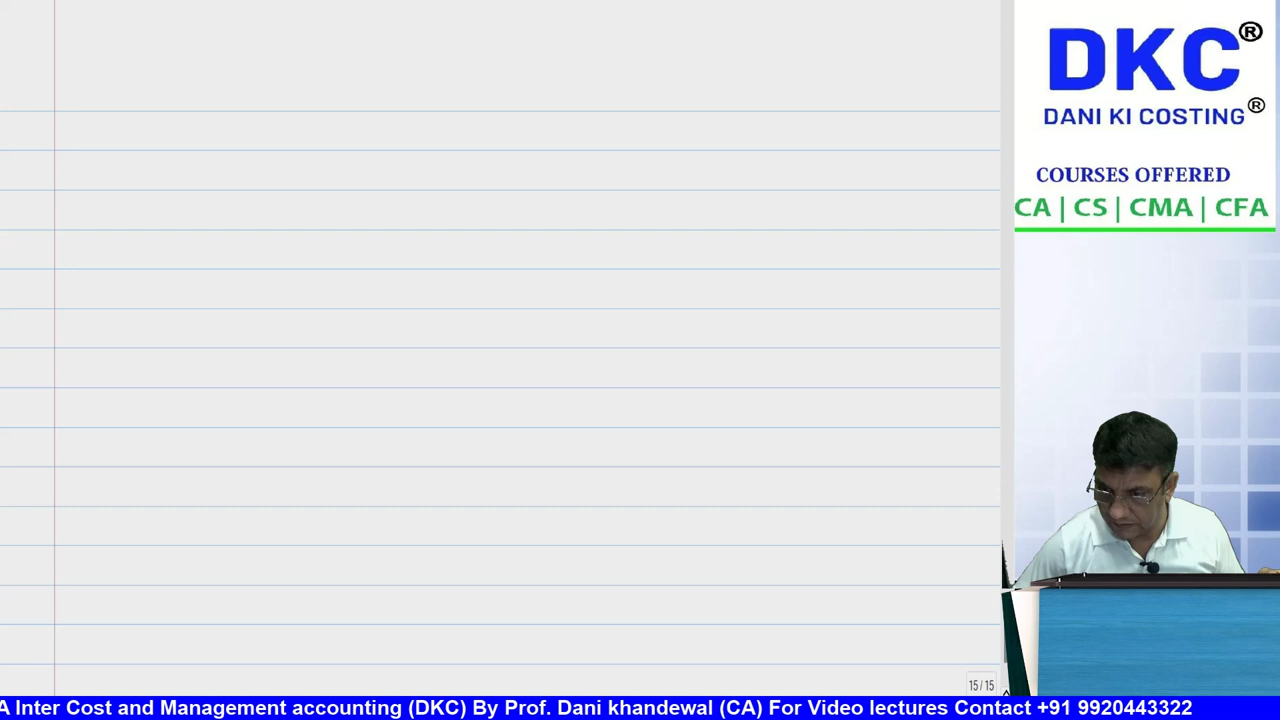 DKC®
DANI KI COSTING®
COURSES OFFERED
CA | CS | CMA | CFA
15/15
A Inter Cost and Management accounting (DKC) By Prof. Dani khandewal (CA) For Video lectures Contact +91 9920443322